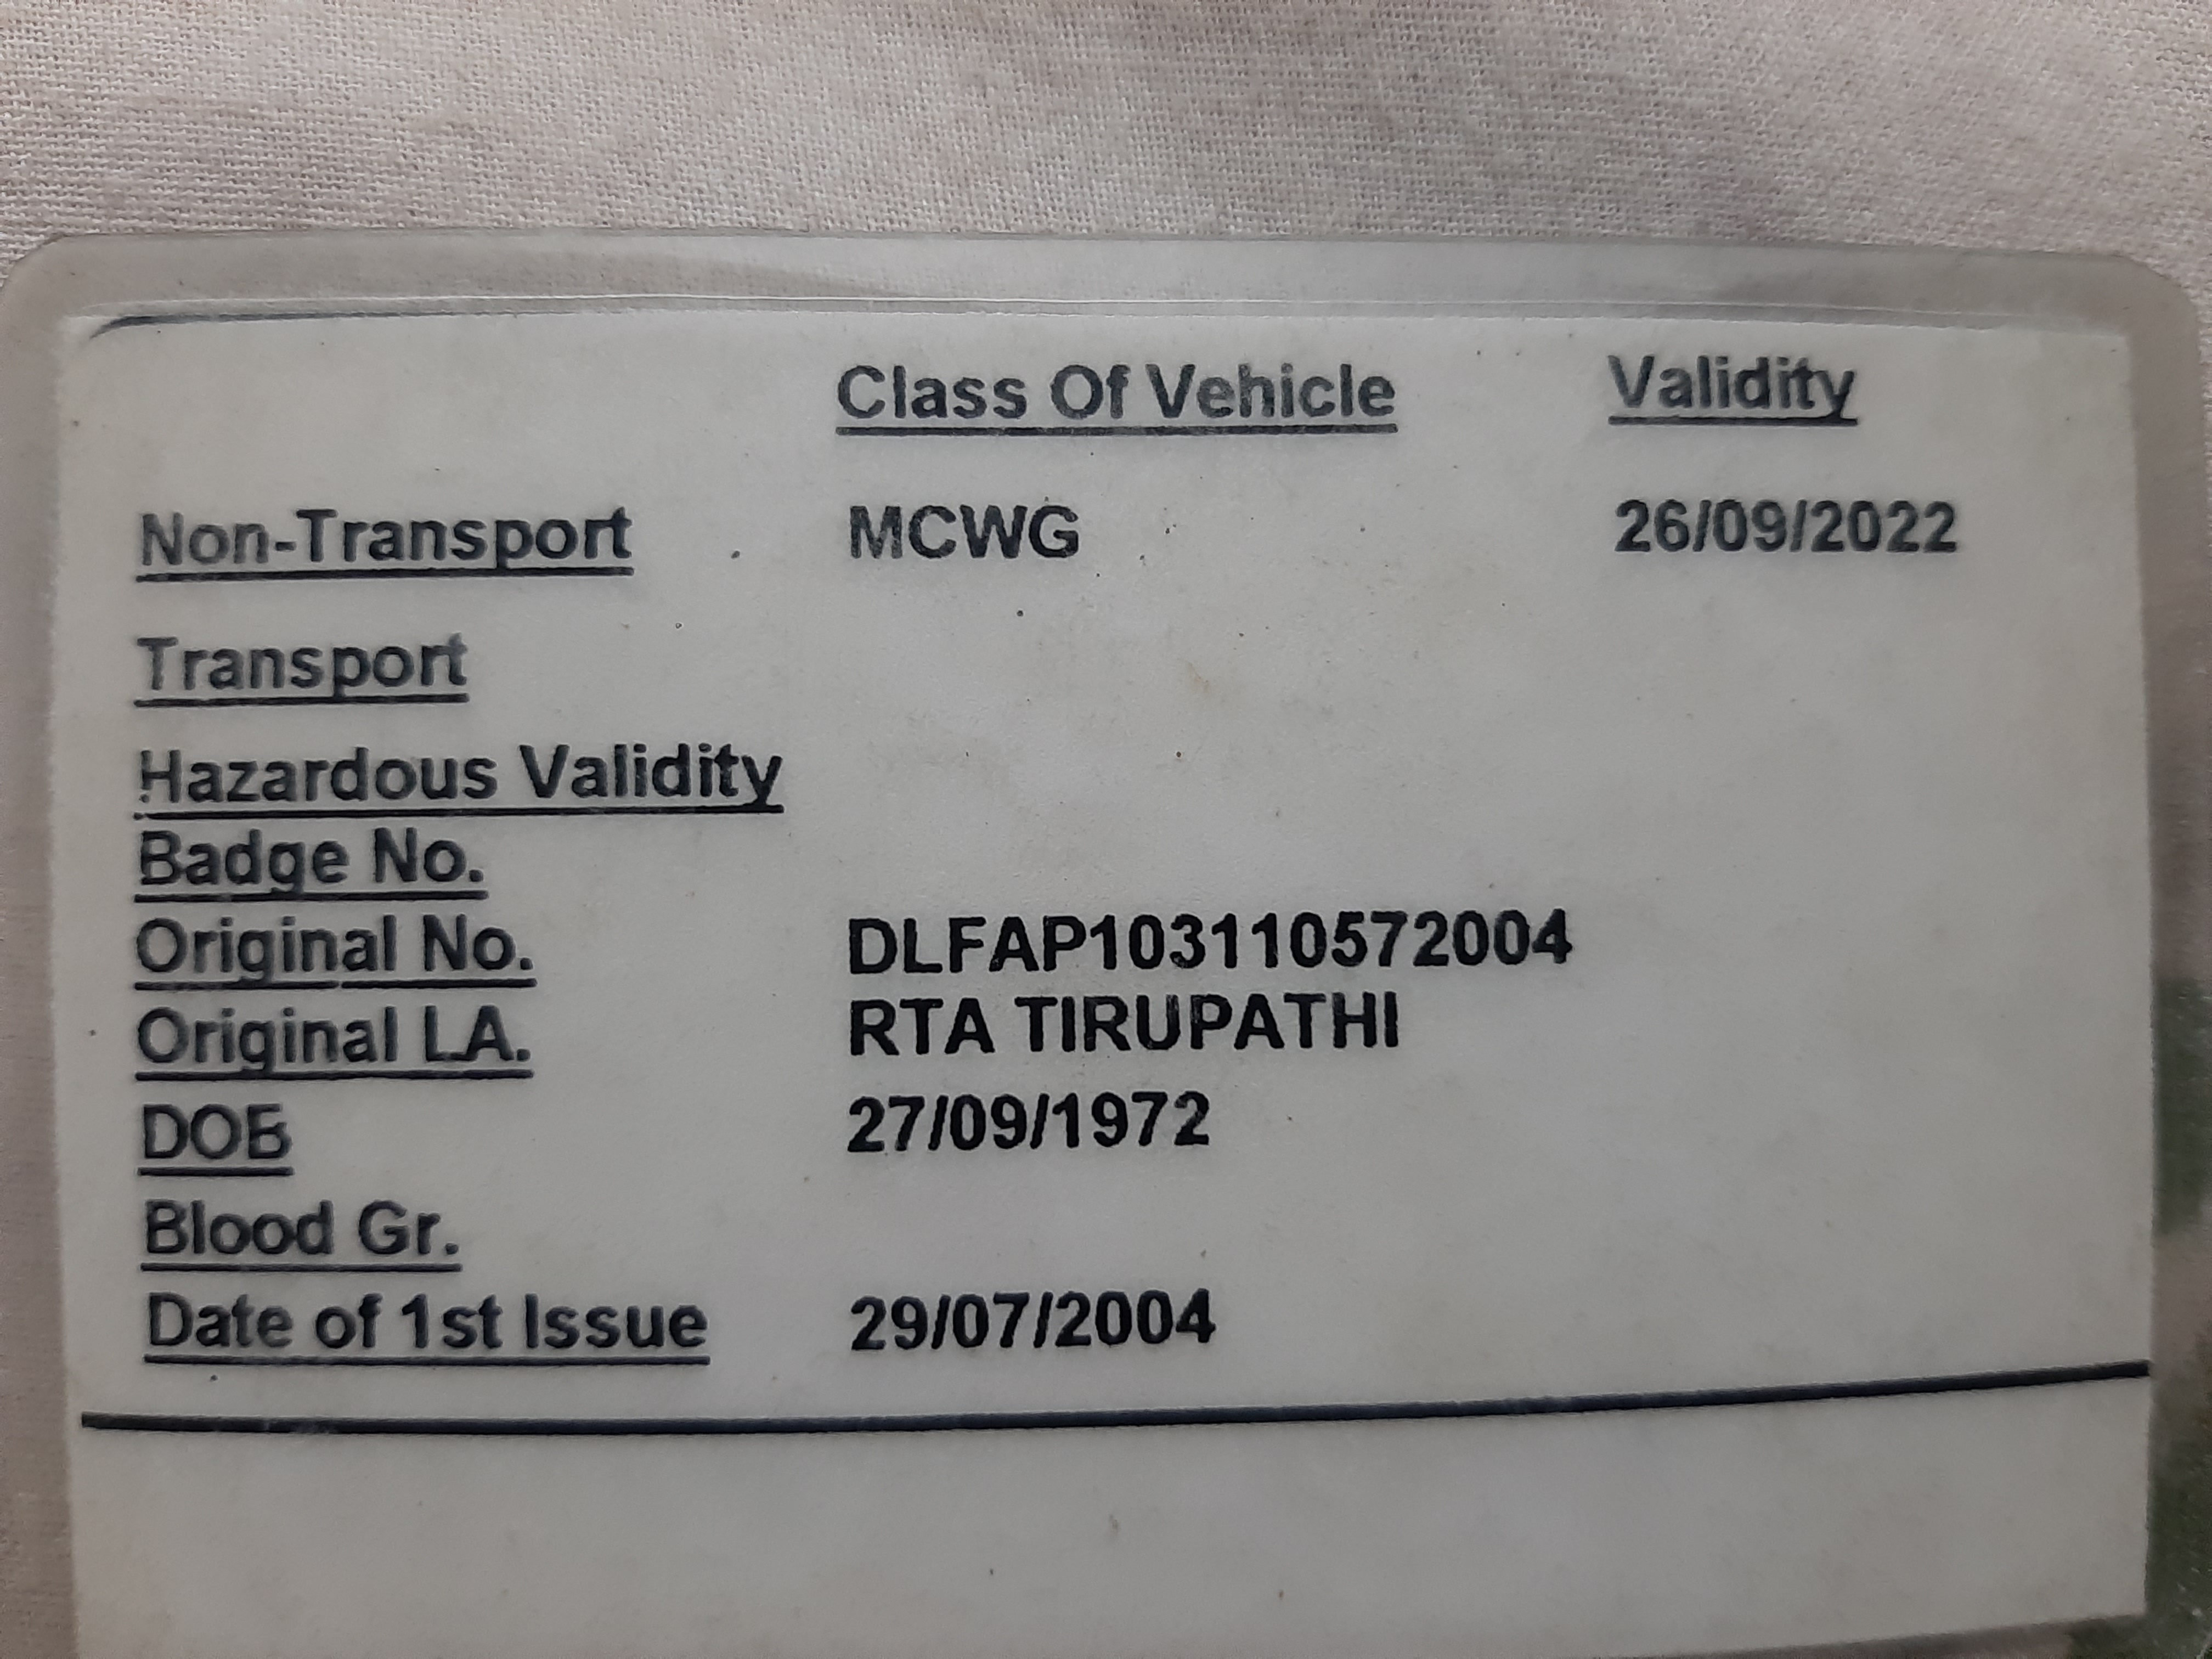 Class Of Vehicle Validity
Non-Transport MCWG 26/09/2022
Transport
Hazardous Validity
Badge No.
Original No. DLFAP103110572004
Original LA. RTA TIRUPATHI
DOB 27/09/1972
Blood Gr.
Date of 1st Issue 29/07/2004